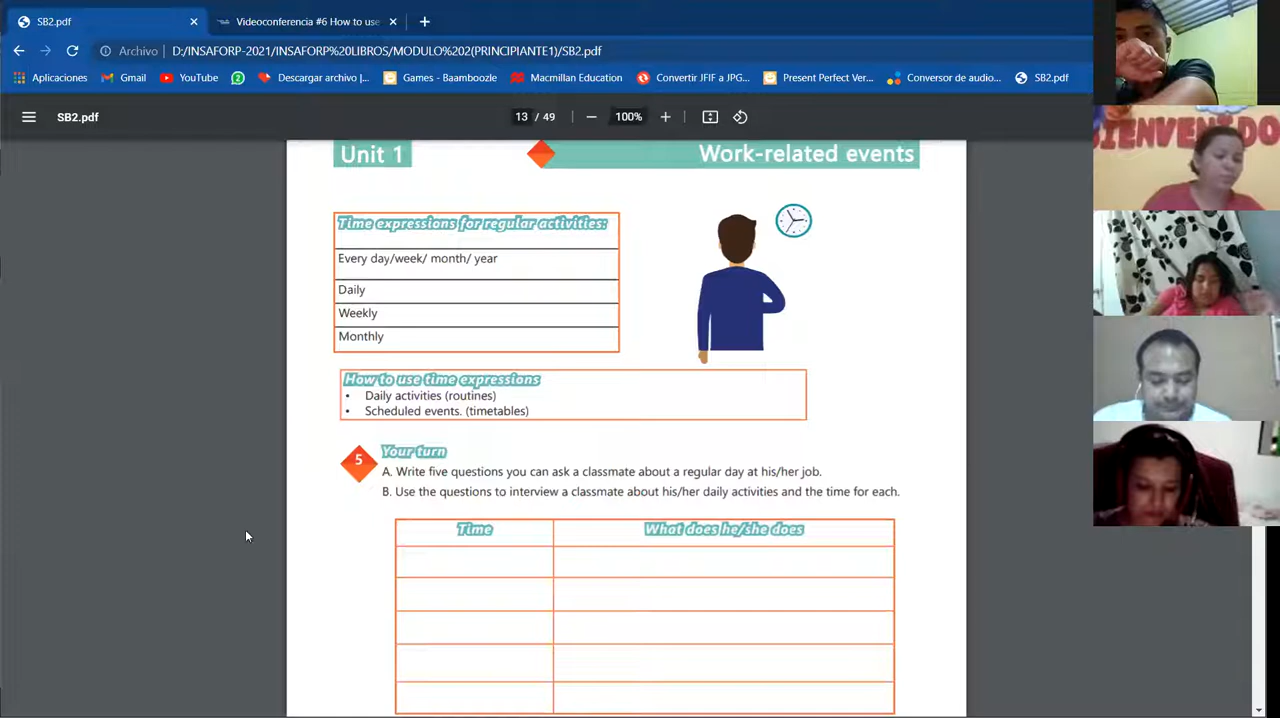 SB2.pdf
Videoconferencia #6 How to use
Archivo
D:/INSAFORP-2021/INSAFORP%20LIBROS/MODULO%202(PRINCIPIANTE1)/SB2.pdf
Aplicaciones
Gmail
YouTube
2
Descargar archivo |...
Games - Baamboozle
Macmillan Education
Convertir JFIF a JPG...
Present Perfect Ver...
Conversor de audio...
SB2.pdf
SB2.pdf
13 / 49
100%
BIENVENIDO
Unit 1
Work-related events
Time expressions for regular activities:
Every day/week/ month/ year
Daily
Weekly
Monthly
How to use time expressions
• Daily activities (routines)
• Scheduled events. (timetables)
5
Your turn
A. Write five questions you can ask a classmate about a regular day at his/her job.
B. Use the questions to interview a classmate about his/her daily activities and the time for each.
Time
What does he/she does